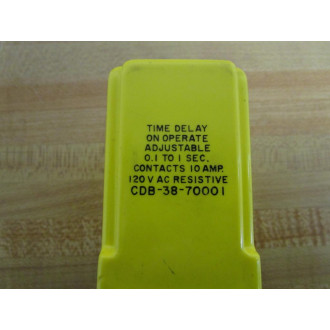 TIME DELAY
ON OPERATE
ADJUSTABLE
0.1 TO 1 SEC.
CONTACTS 10 AMP.
120 V AC RESISTIVE
CDB-38-70001